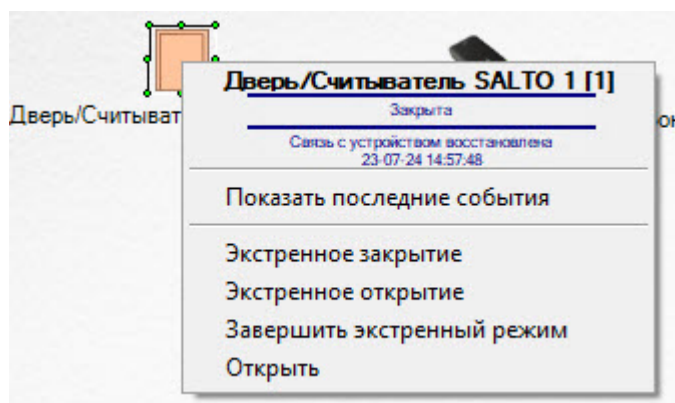 Дверь/Считыватель SALTO 1 [1]
Дверь/Считыват
Закрыта
Связь с устройством восстановлена
23-07-24 14:57:48
Показать последние события
Экстренное закрытие
Экстренное открытие
Завершить экстренный режим
Открыть